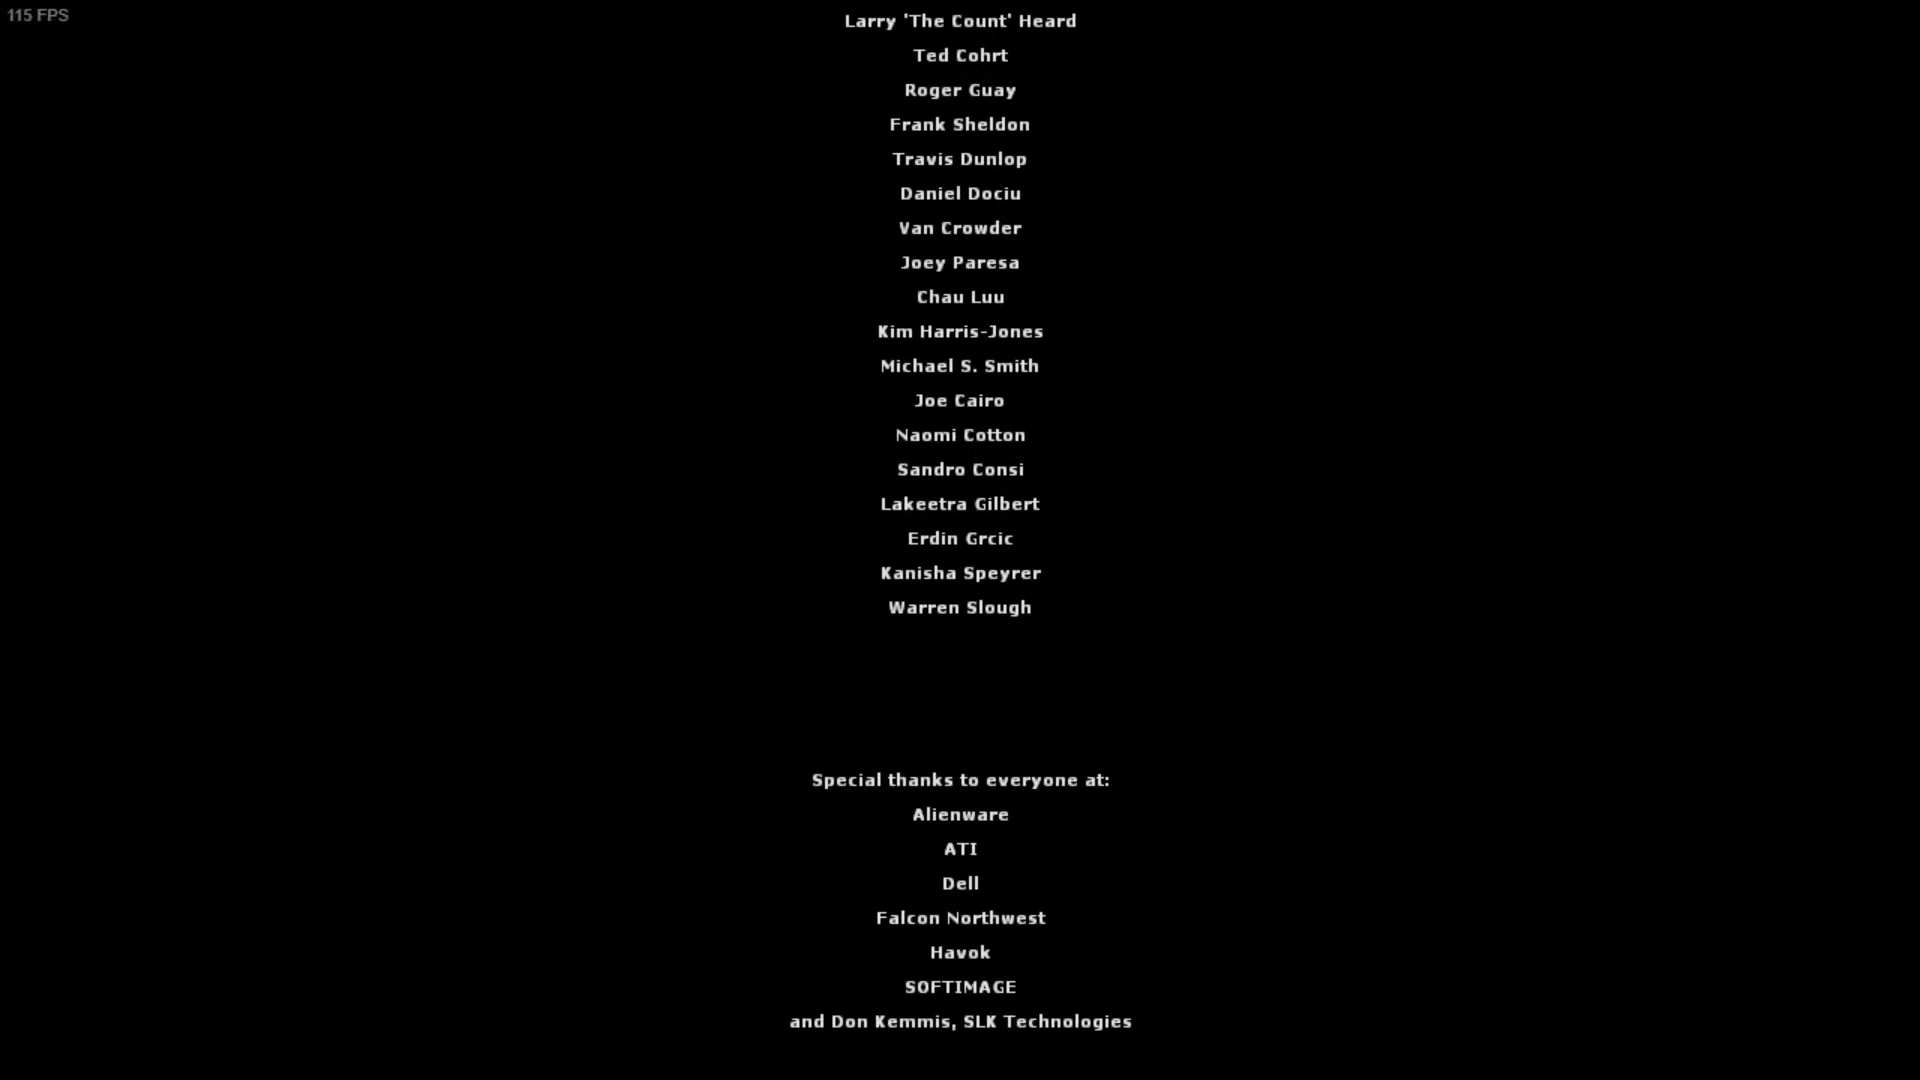 115 FPS
Larry 'The Count' Heard
Ted Cohrt
Roger Guay
Frank Sheldon
Travis Dunlop
Daniel Dociu
Van Crowder
Joey Paresa
Chau Luu
Kim Harris-Jones
Michael S. Smith
Joe Cairo
Naomi Cotton
Sandro Consi
Lakeetra Gilbert
Erdin Grcic
Kanisha Speyrer
Warren Slough
Special thanks to everyone at:
Alienware
ATI
Dell
Falcon Northwest
Havok
SOFTIMAGE
and Don Kemmis, SLK Technologies